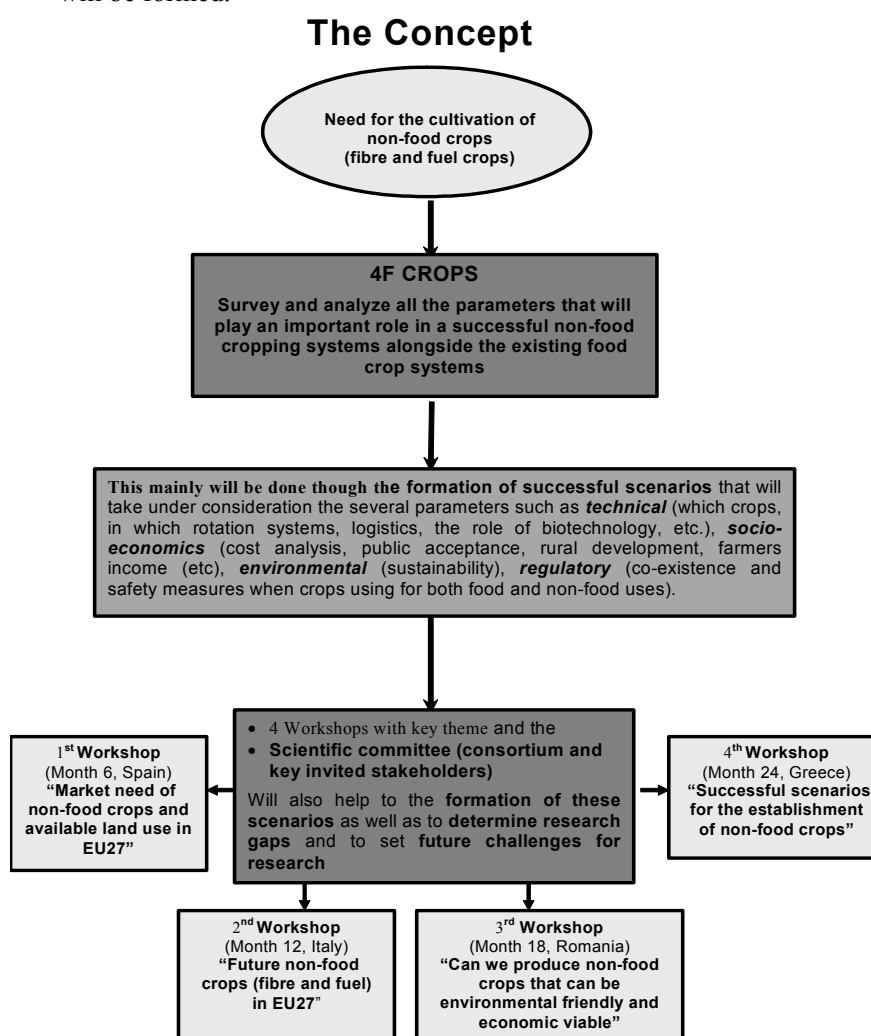 will be formed.
The Concept
Need for the cultivation of
non-food crops
(fibre and fuel crops)
4F CROPS
Survey and analyze all the parameters that will
play an important role in a successful non-food
cropping systems alongside the existing food
crop systems
This mainly will be done though the formation of successful scenarios that will
take under consideration the several parameters such as technical (which crops,
in which rotation systems, logistics, the role of biotechnology, etc.), socio-
economics (cost analysis, public acceptance, rural development, farmers
income (etc), environmental (sustainability), regulatory (co-existence and
safety measures when crops using for both food and non-food uses).
• 4 Workshops with key theme and the
• Scientific committee (consortium and
key invited stakeholders)
Will also help to the formation of these
scenarios as well as to determine research
gaps and to set future challenges for
research
1st Workshop
(Month 6, Spain)
“Market need of
non-food crops and
available land use in
EU27”
4th Workshop
(Month 24, Greece)
“Successful scenarios
for the establishment
of non-food crops”
2nd Workshop
(Month 12, Italy)
“Future non-food
crops (fibre and fuel)
in EU27”
3rd Workshop
(Month 18, Romania)
“Can we produce non-food
crops that can be
environmental friendly and
economic viable”